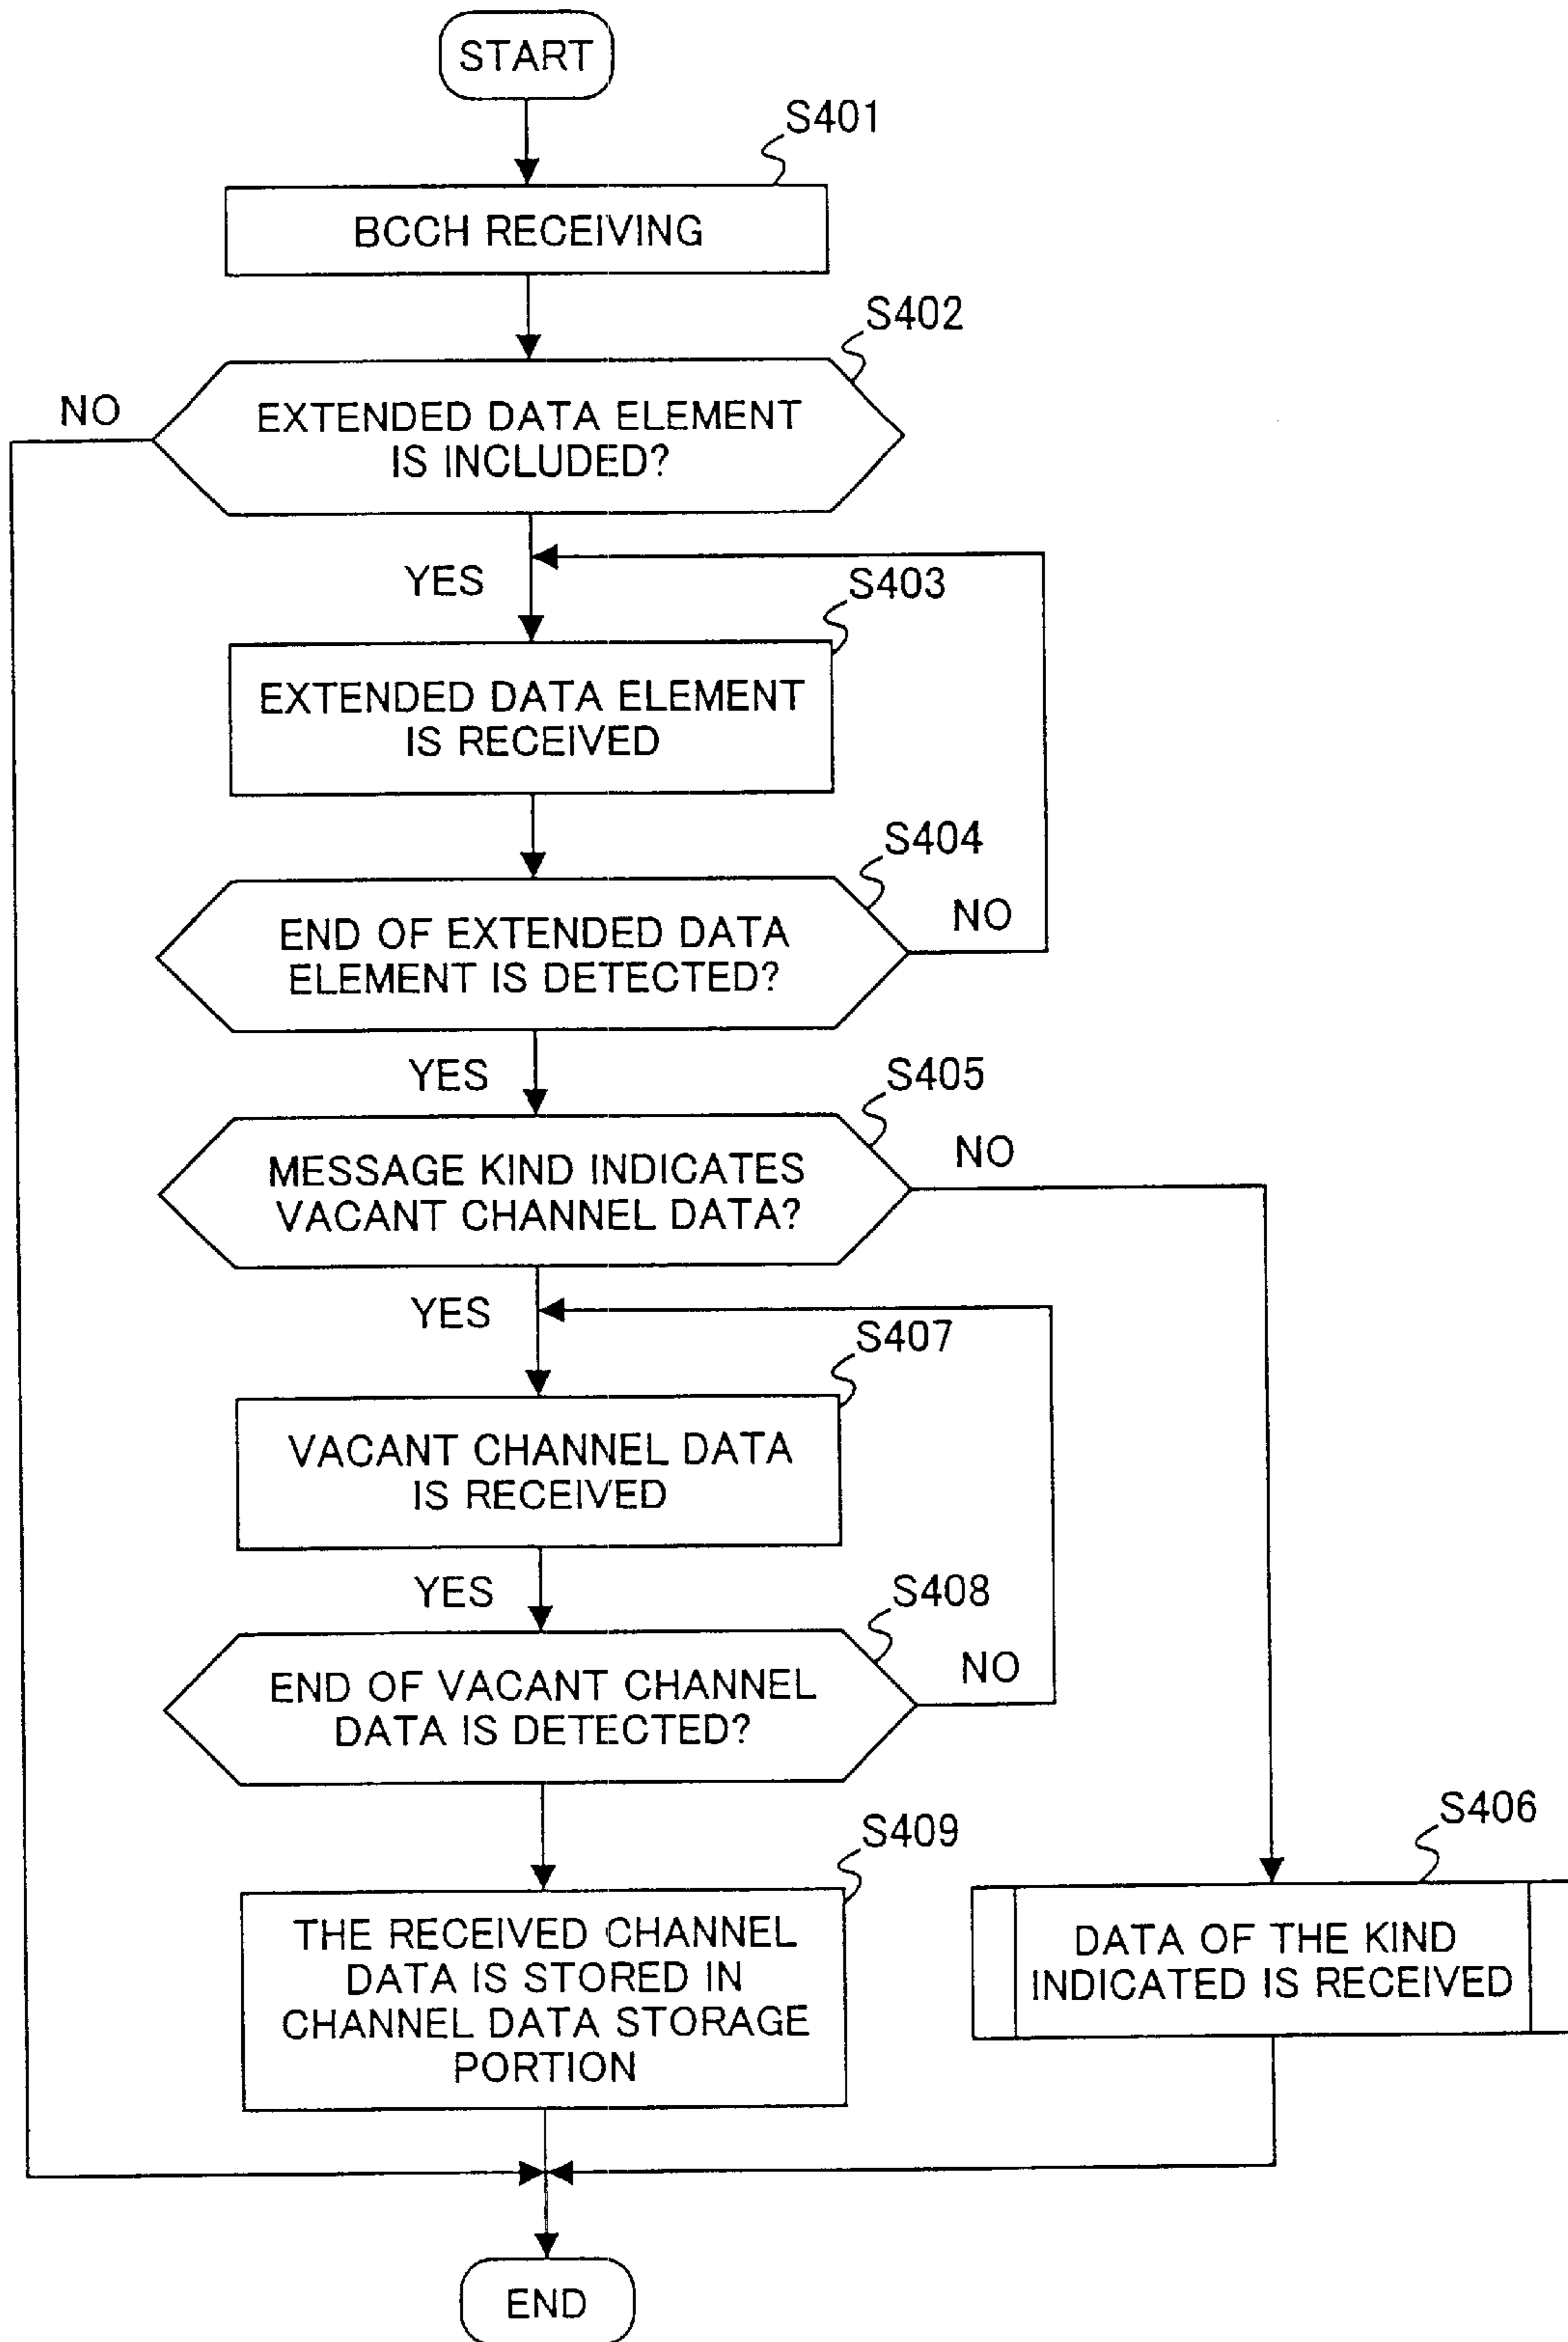 START
S401
BCCH RECEIVING
S402
NO
EXTENDED DATA ELEMENT
IS INCLUDED?
YES
S403
EXTENDED DATA ELEMENT
IS RECEIVED
S404
NO
END OF EXTENDED DATA
ELEMENT IS DETECTED?
YES
S405
NO
MESSAGE KIND INDICATES
VACANT CHANNEL DATA?
YES
S407
VACANT CHANNEL DATA
IS RECEIVED
YES
S408
NO
END OF VACANT CHANNEL
DATA IS DETECTED?
S409
THE RECEIVED CHANNEL
DATA IS STORED IN
CHANNEL DATA STORAGE
PORTION
S406
DATA OF THE KIND
INDICATED IS RECEIVED
END